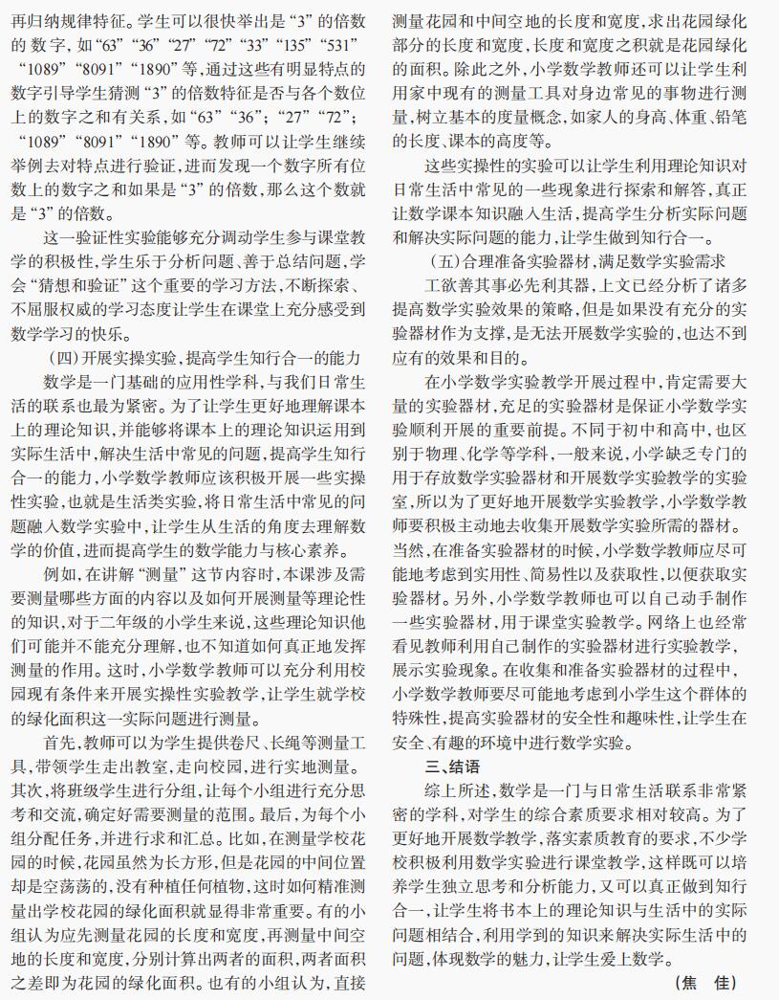 再归纳规律特征。学生可以很快举出是“3”的倍数
的数字，如“63”“36”“27”“72”“33”“135”“531”
“1089”“8091”“1890”等，通过这些有明显特点的
数字引导学生猜测“3”的倍数特征是否与各个数位
上的数字之和有关系，如“63”“36”；“27”“72”；
“1089”“8091”“1890”等。教师可以让学生继续
举例去对特点进行验证，进而发现一个数字所有位
数上的数字之和如果是“3”的倍数，那么这个数就
是“3”的倍数。
这一验证性实验能够充分调动学生参与课堂教
学的积极性，学生乐于分析问题、善于总结问题，学
会“猜想和验证”这个重要的学习方法，不断探索、
不屈服权威的学习态度让学生在课堂上充分感受到
数学学习的快乐。
（四）开展实操实验，提高学生知行合一的能力
数学是一门基础的应用性学科，与我们日常生
活的联系也最为紧密。为了让学生更好地理解课本
上的理论知识，并能够将课本上的理论知识运用到
实际生活中，解决生活中常见的问题，提高学生知行
合一的能力，小学数学教师应该积极开展一些实操
性实验，也就是生活类实验，将日常生活中常见的问
题融入数学实验中，让学生从生活的角度去理解数
学的价值，进而提高学生的数学能力与核心素养。
例如，在讲解“测量”这节内容时，本课涉及需
要测量哪些方面的内容以及如何开展测量等理论性
的知识，对于二年级的小学生来说，这些理论知识他
们可能并不能充分理解，也不知道如何真正地发挥
测量的作用。这时，小学数学教师可以充分利用校
园现有条件来开展实操性实验教学，让学生就学校
的绿化面积这一实际问题进行测量。
首先，教师可以为学生提供卷尺、长绳等测量工
具，带领学生走出教室，走向校园，进行实地测量。
其次，将班级学生进行分组，让每个小组进行充分思
考和交流，确定好需要测量的范围。最后，为每个小
组分配任务，并进行求和汇总。比如，在测量学校花
园的时候，花园虽然为长方形，但是花园的中间位置
却是空荡荡的，没有种植任何植物，这时如何精准测
量出学校花园的绿化面积就显得非常重要。有的小
组认为应先测量花园的长度和宽度，再测量中间空
地的长度和宽度，分别计算出两者的面积，两者面积
之差即为花园的绿化面积。也有的小组认为，直接
测量花园和中间空地的长度和宽度，求出花园绿化
部分的长度和宽度，长度和宽度之积就是花园绿化
的面积。除此之外，小学数学教师还可以让学生利
用家中现有的测量工具对身边常见的事物进行测
量，树立基本的度量概念，如家人的身高、体重、铅笔
的长度、课本的高度等。
这些实操性的实验可以让学生利用理论知识对
日常生活中常见的一些现象进行探索和解答，真正
让数学课本知识融入生活，提高学生分析实际问题
和解决实际问题的能力，让学生做到知行合一。
（五）合理准备实验器材，满足数学实验需求
工欲善其事必先利其器，上文已经分析了诸多
提高数学实验效果的策略，但是如果没有充分的实
验器材作为支撑，是无法开展数学实验的，也达不到
应有的效果和目的。
在小学数学实验教学开展过程中，肯定需要大
量的实验器材，充足的实验器材是保证小学数学实
验顺利开展的重要前提。不同于初中和高中，也区
别于物理、化学等学科，一般来说，小学缺乏专门的
用于存放数学实验器材和开展数学实验教学的实验
室，所以为了更好地开展数学实验教学，小学数学教
师要积极主动地去收集开展数学实验所需的器材。
当然，在准备实验器材的时候，小学数学教师应尽可
能地考虑到实用性、简易性以及获取性，以便获取实
验器材。另外，小学数学教师也可以自己动手制作
一些实验器材，用于课堂实验教学。网络上也经常
看见教师利用自己制作的实验器材进行实验教学，
展示实验现象。在收集和准备实验器材的过程中，
小学数学教师要尽可能地考虑到小学生这个群体的
特殊性，提高实验器材的安全性和趣味性，让学生在
安全、有趣的环境中进行数学实验。
三、结语
综上所述，数学是一门与日常生活联系非常紧
密的学科，对学生的综合素质要求相对较高。为了
更好地开展数学教学，落实素质教育的要求，不少学
校积极利用数学实验进行课堂教学，这样既可以培
养学生独立思考和分析能力，又可以真正做到知行
合一，让学生将书本上的理论知识与生活中的实际
问题相结合，利用学到的知识来解决实际生活中的
问题，体现数学的魅力，让学生爱上数学。
（焦　佳）